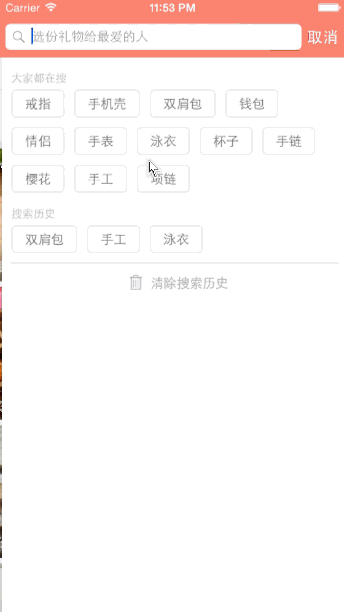 Carrier 11:53 PM
选份礼物给最爱的人 取消
大家都在搜
戒指 手机壳 双肩包 钱包
情侣 手表 泳衣 杯子 手链
樱花 手工 项链
搜索历史
双肩包 手工 泳衣
清除搜索历史